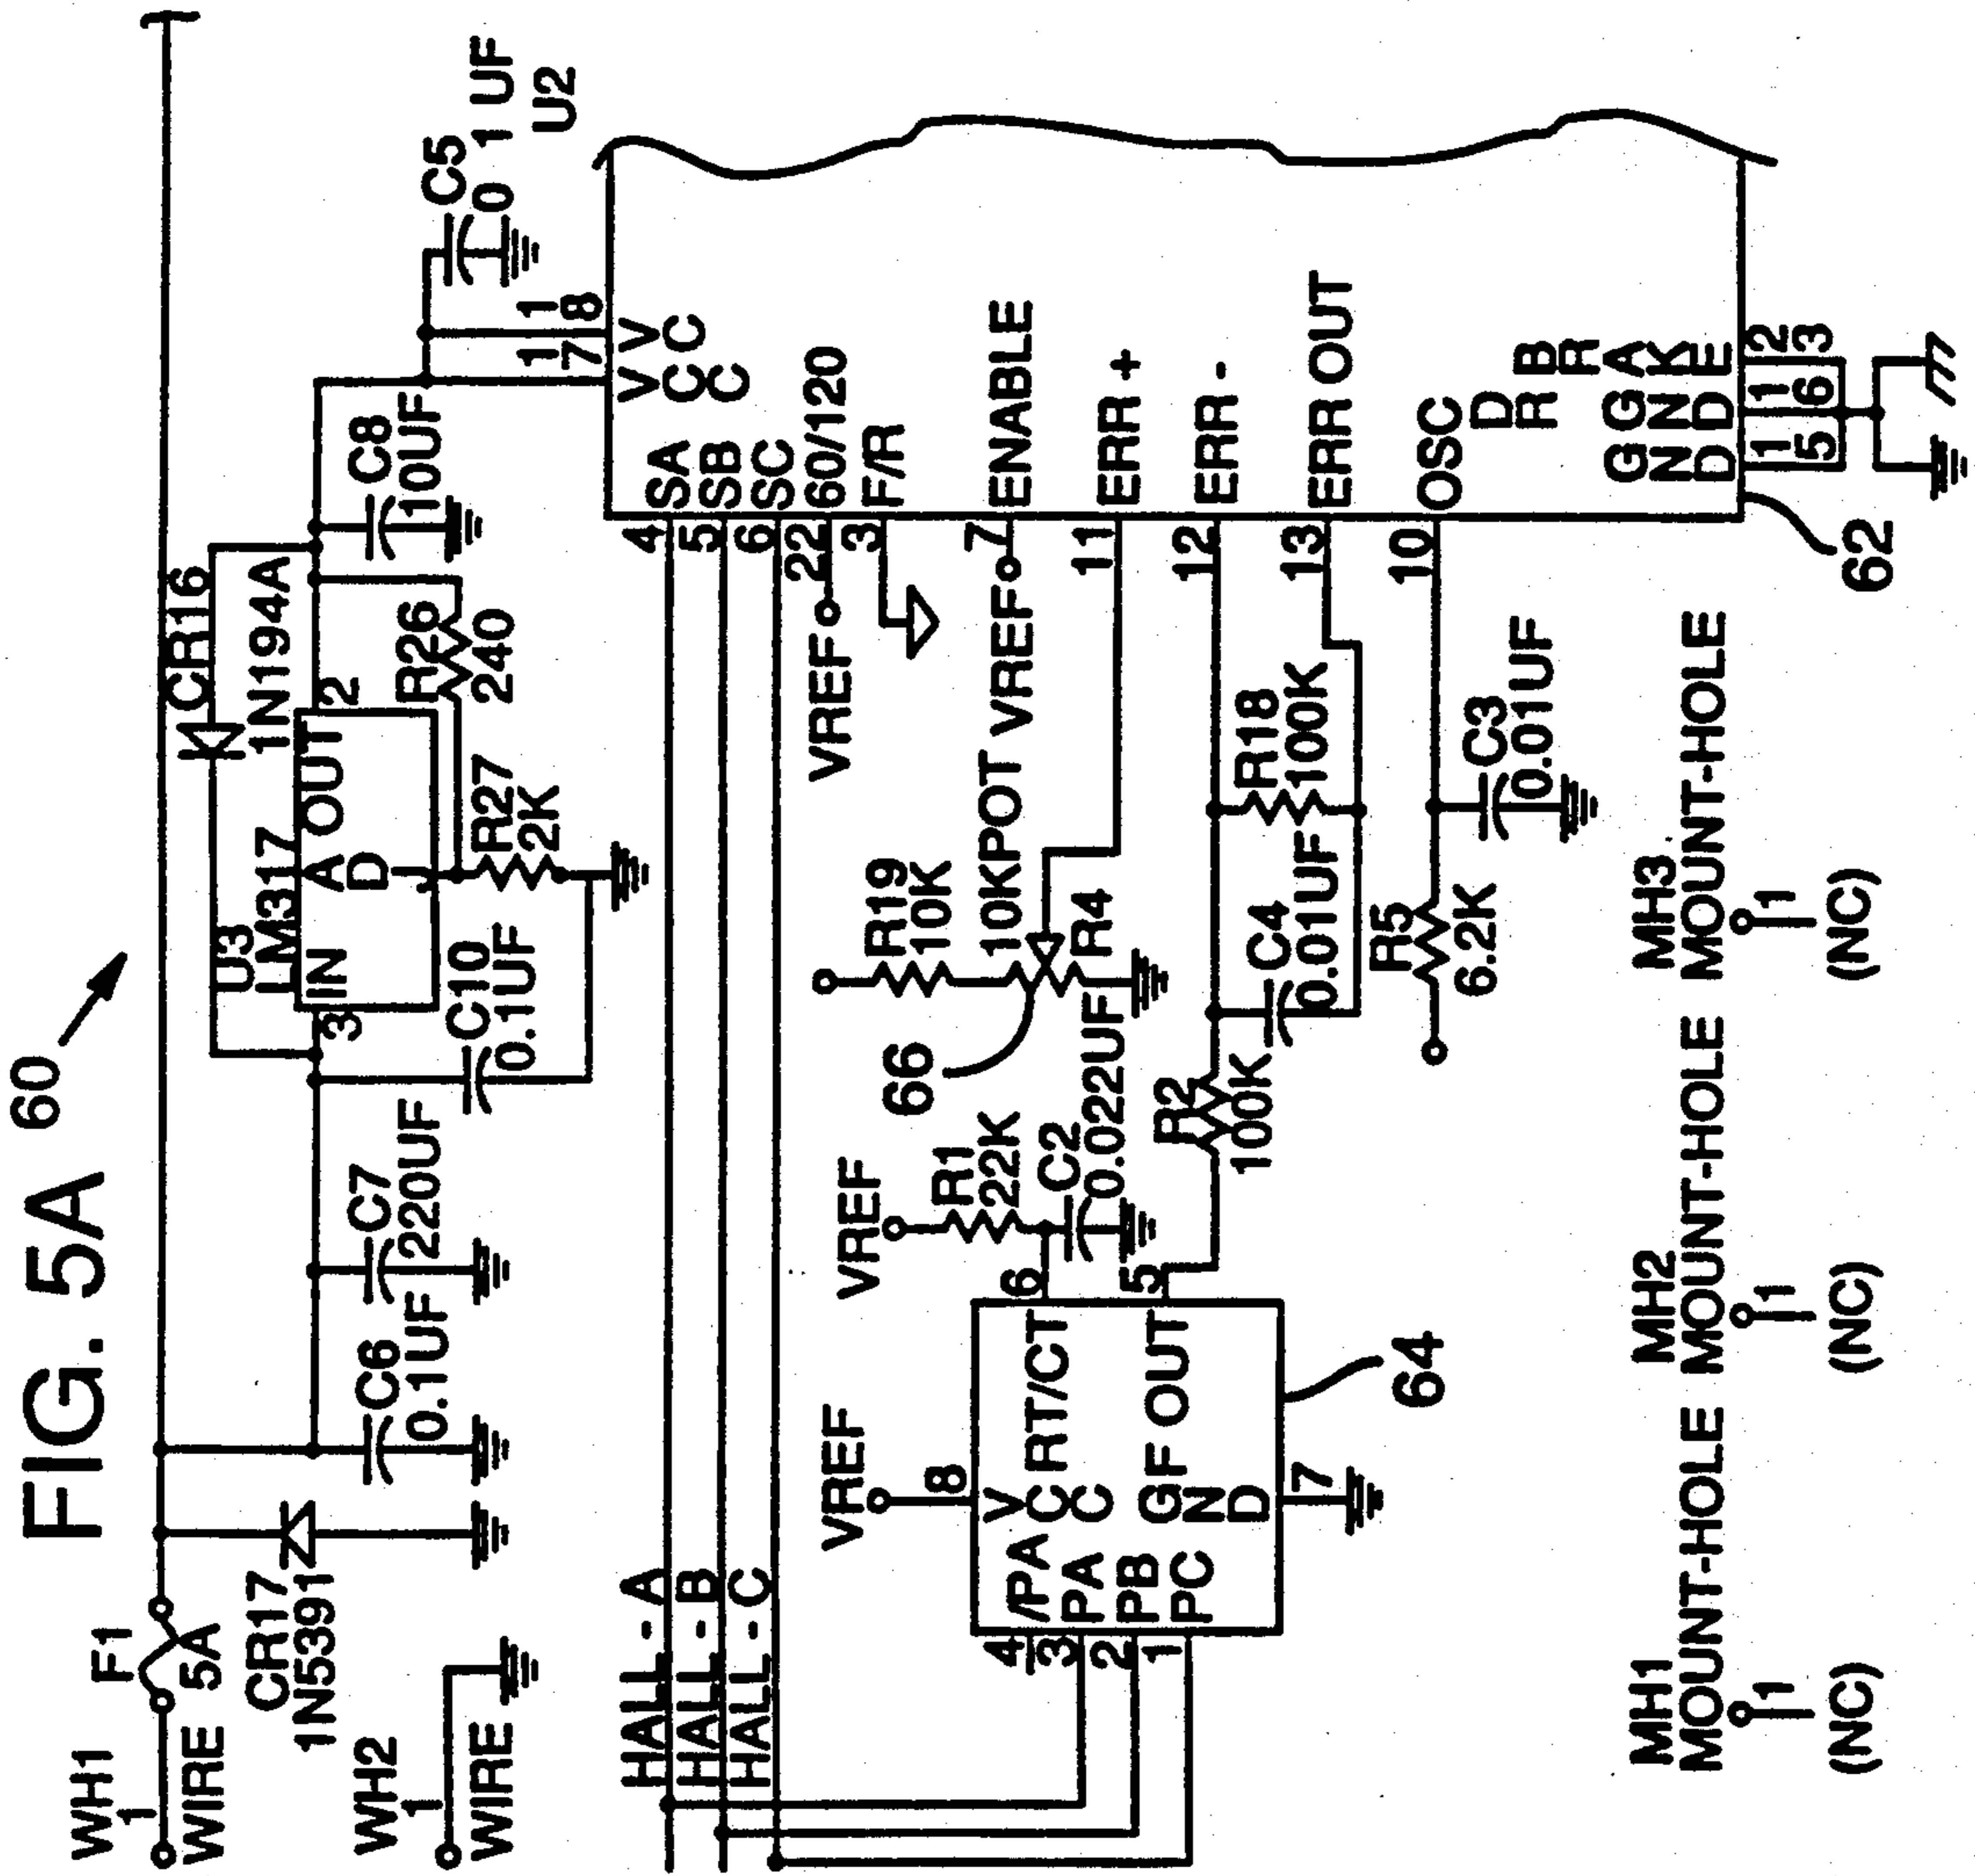 FIG. 5A
60
WH1
1
WIRE
F1
5A
CR17
1N5391
WH2
1
WIRE
C6
0.1UF
C7
220UF
U3
LM317
IN
A
D
J
OUT
3
2
C10
0.1UF
R27
2K
CR16
1N194A
R26
240
C8
10UF
C5
0 1 UF
U2
17
18
VCC
VC
HALL - A
HALL - B
HALL - C
4
SA
5
SB
6
SC
22
60/120
VREF
3
F/R
VREF
7
ENABLE
11
ERR +
12
ERR -
13
ERR OUT
10
OSC
DR GND
GND
BRAKE
15
16
23
62
R19
10K
10KPOT
R4
66
VREF
R1
22K
C2
0.022UF
VREF
8
VCC
RT/CT
6
/PA
PA
PB
PC
4
3
2
1
F OUT
5
GND
7
64
R2
100K
C4
0.01UF
R18
100K
R5
6.2K
C3
0.01UF
MH1
MOUNT-HOLE
1
(NC)
MH2
MOUNT-HOLE
1
(NC)
MH3
MOUNT-HOLE
1
(NC)
MOUNT-HOLE